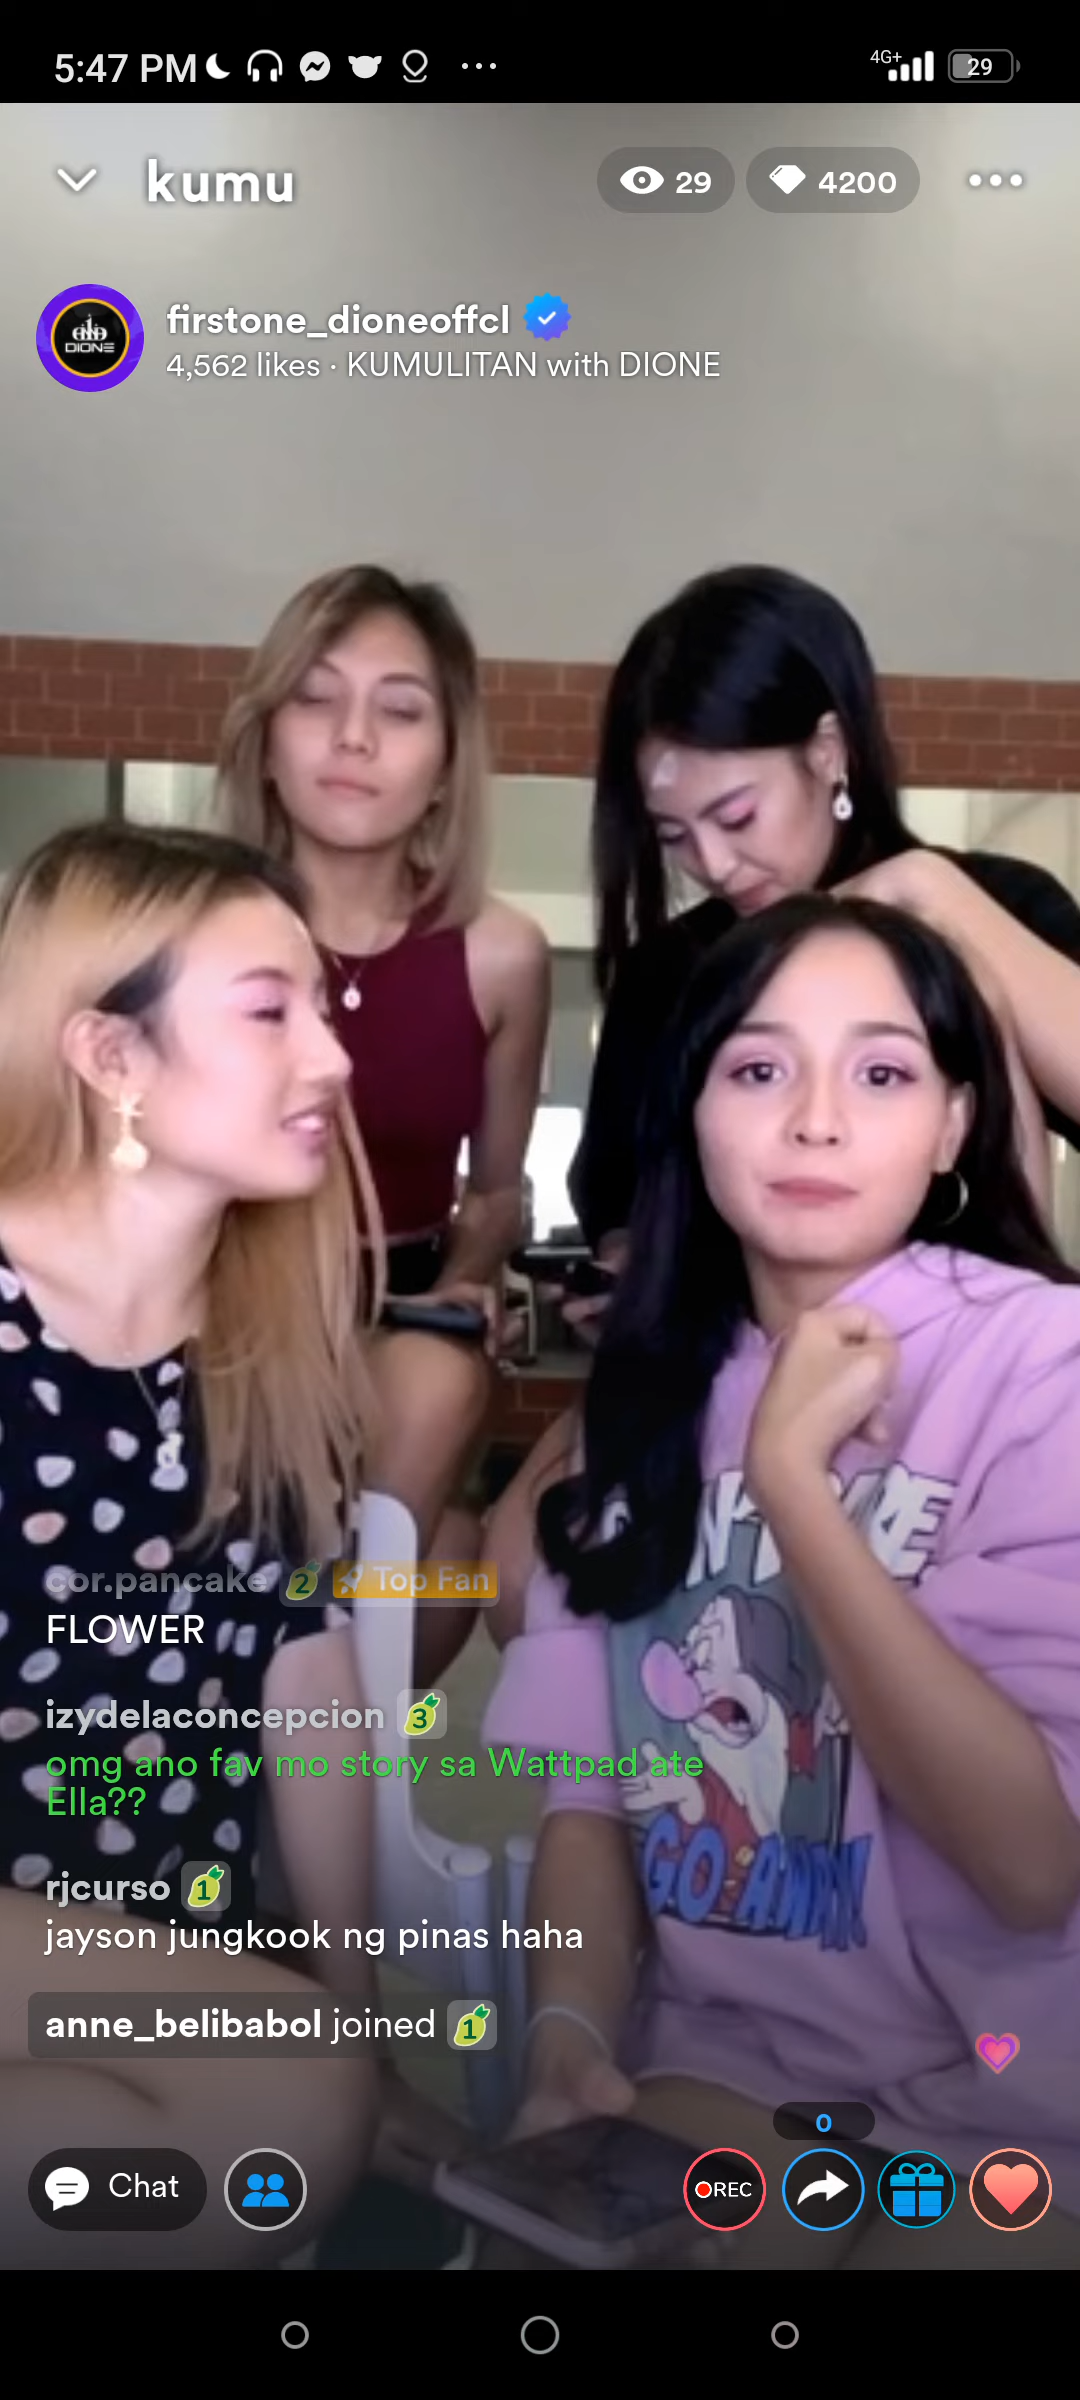 5:47 PM
4G+
29
kumu
29
4200
DIONE
firstone_dioneoffcl
4,562 likes · KUMULITAN with DIONE
cor.pancake 2 Top Fan
FLOWER
izydelaconcepcion 3
omg ano fav mo story sa Wattpad ate
Ella??
GO AWAY
rjcurso 1
jayson jungkook ng pinas haha
anne_belibabol joined 1
0
Chat
REC